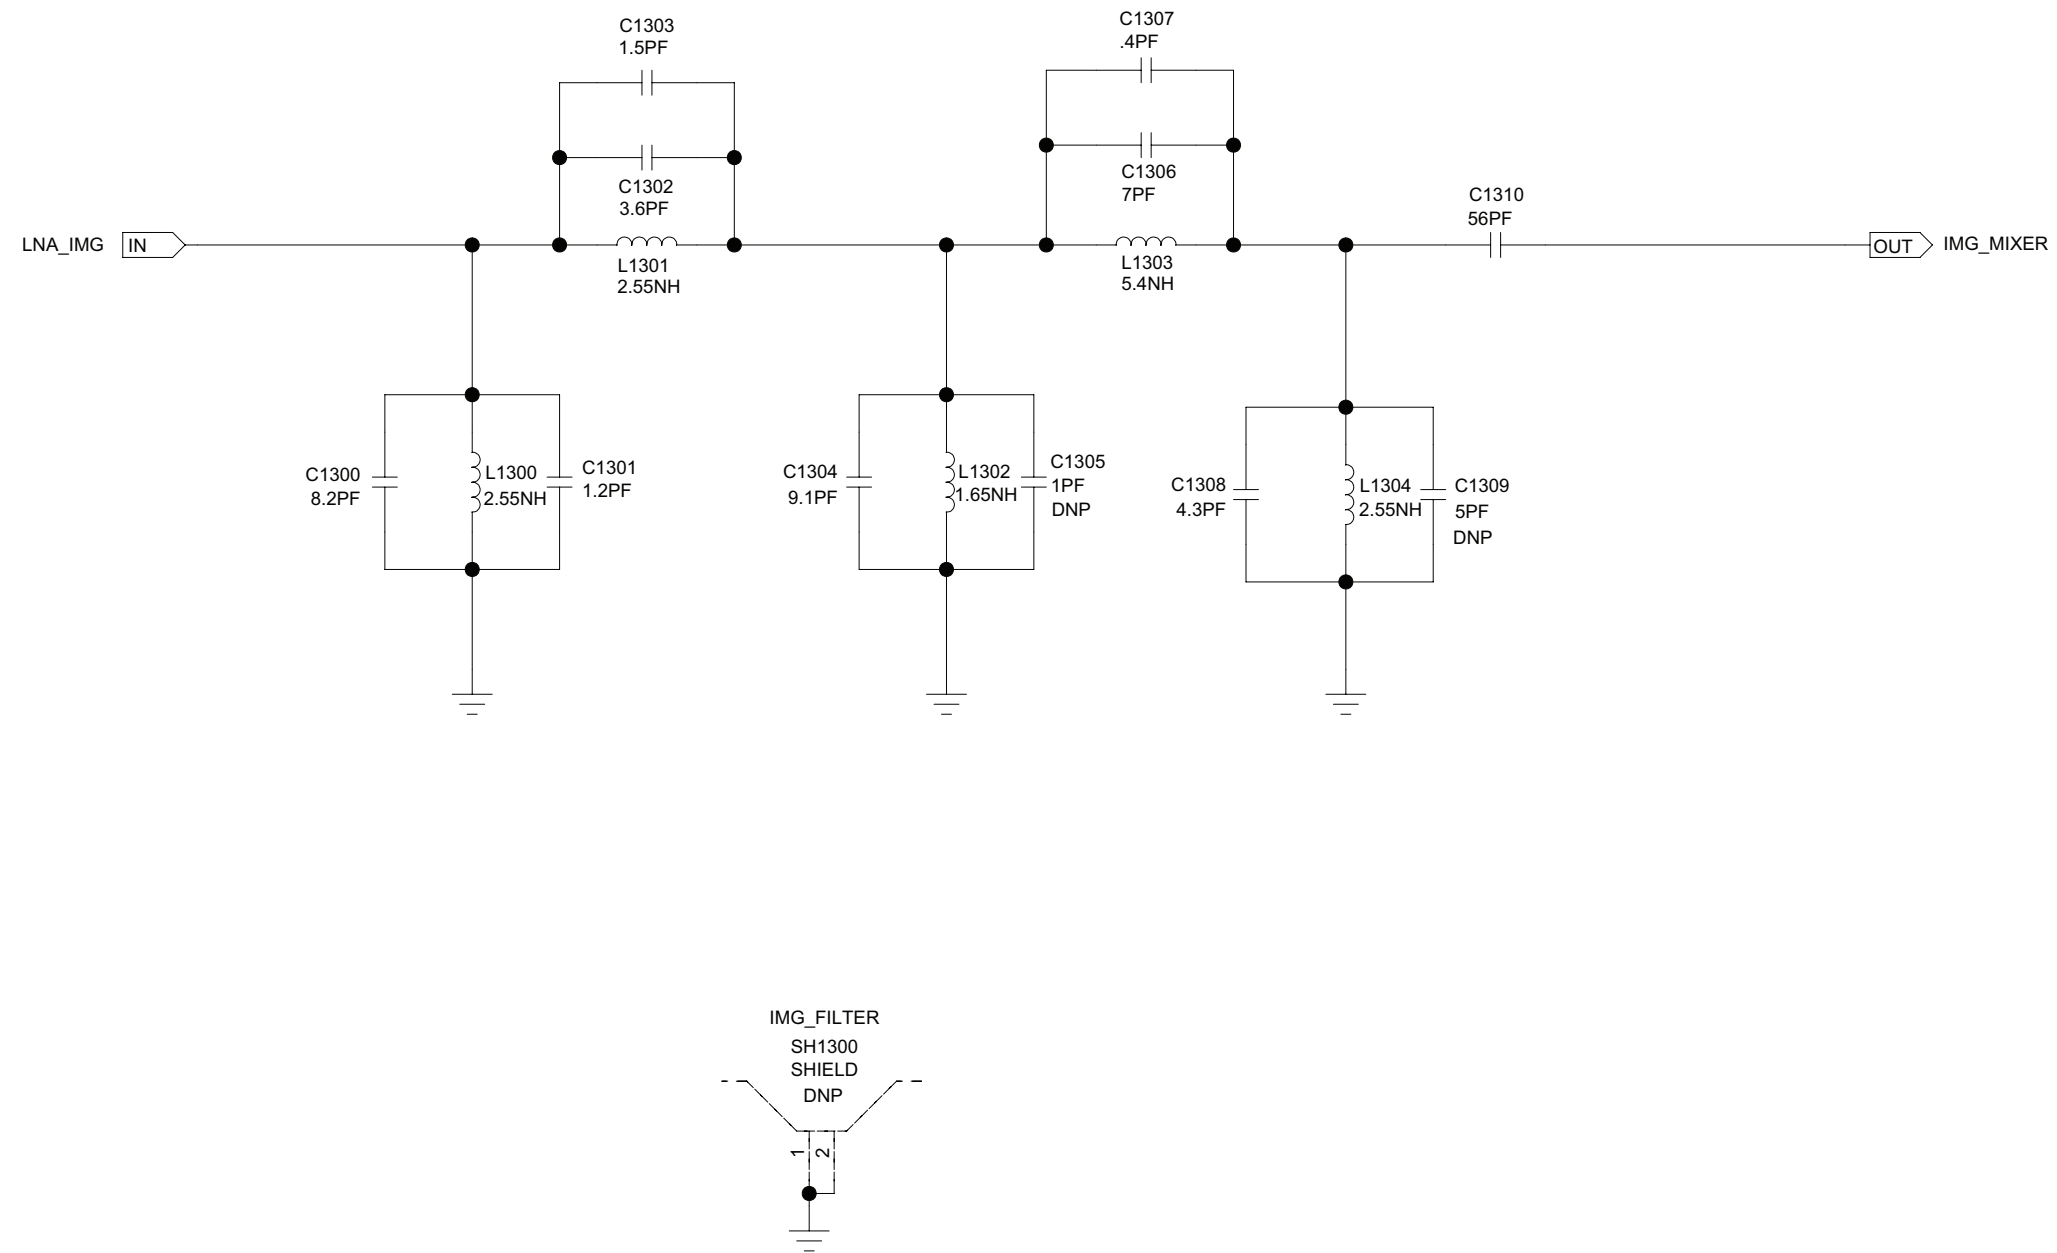 C1303
1.5PF
C1307
.4PF
C1302
3.6PF
C1306
7PF
C1310
56PF
LNA_IMG
IN
L1301
2.55NH
L1303
5.4NH
OUT
IMG_MIXER
C1300
8.2PF
L1300
2.55NH
C1301
1.2PF
C1304
9.1PF
L1302
1.65NH
C1305
1PF
DNP
C1308
4.3PF
L1304
2.55NH
C1309
5PF
DNP
IMG_FILTER
SH1300
SHIELD
DNP
1
2